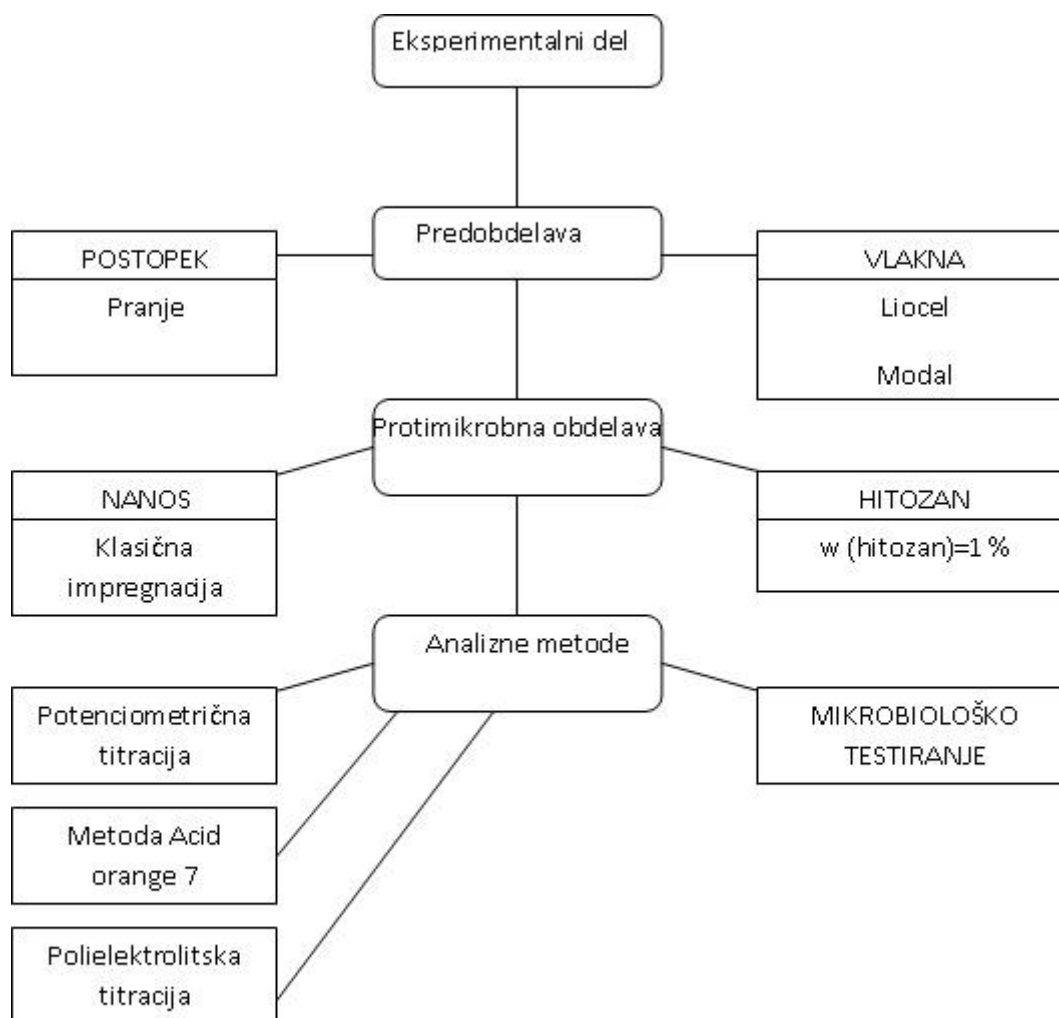 Eksperimentalni del
Predobdelava
POSTOPEK
Pranje
VLAKNA
Liocel
Modal
Protimikrobna obdelava
NANOS
Klasična
impregnacija
HITOZAN
w (hitozan)=1 %
Analizne metode
Potenciometrična
titracija
MIKROBIOLOŠKO
TESTIRANJE
Metoda Acid
orange 7
Polielektrolitska
titracija